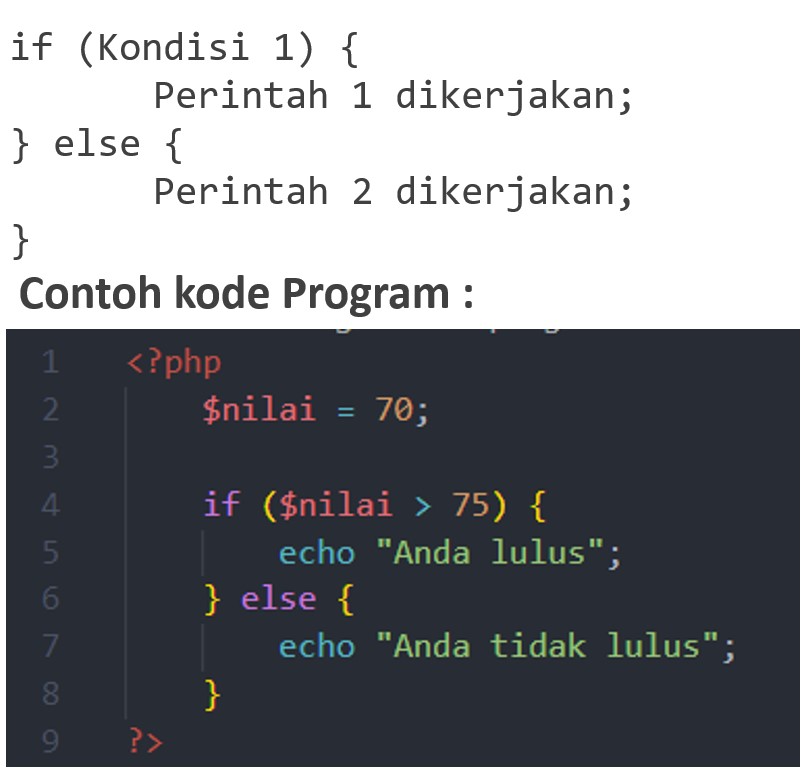 if (Kondisi 1) {
Perintah 1 dikerjakan;
} else {
Perintah 2 dikerjakan;
}
Contoh kode Program :
1 <?php
2 $nilai = 70;
3
4 if ($nilai > 75) {
5 echo "Anda lulus";
6 } else {
7 echo "Anda tidak lulus";
8 }
9 ?>